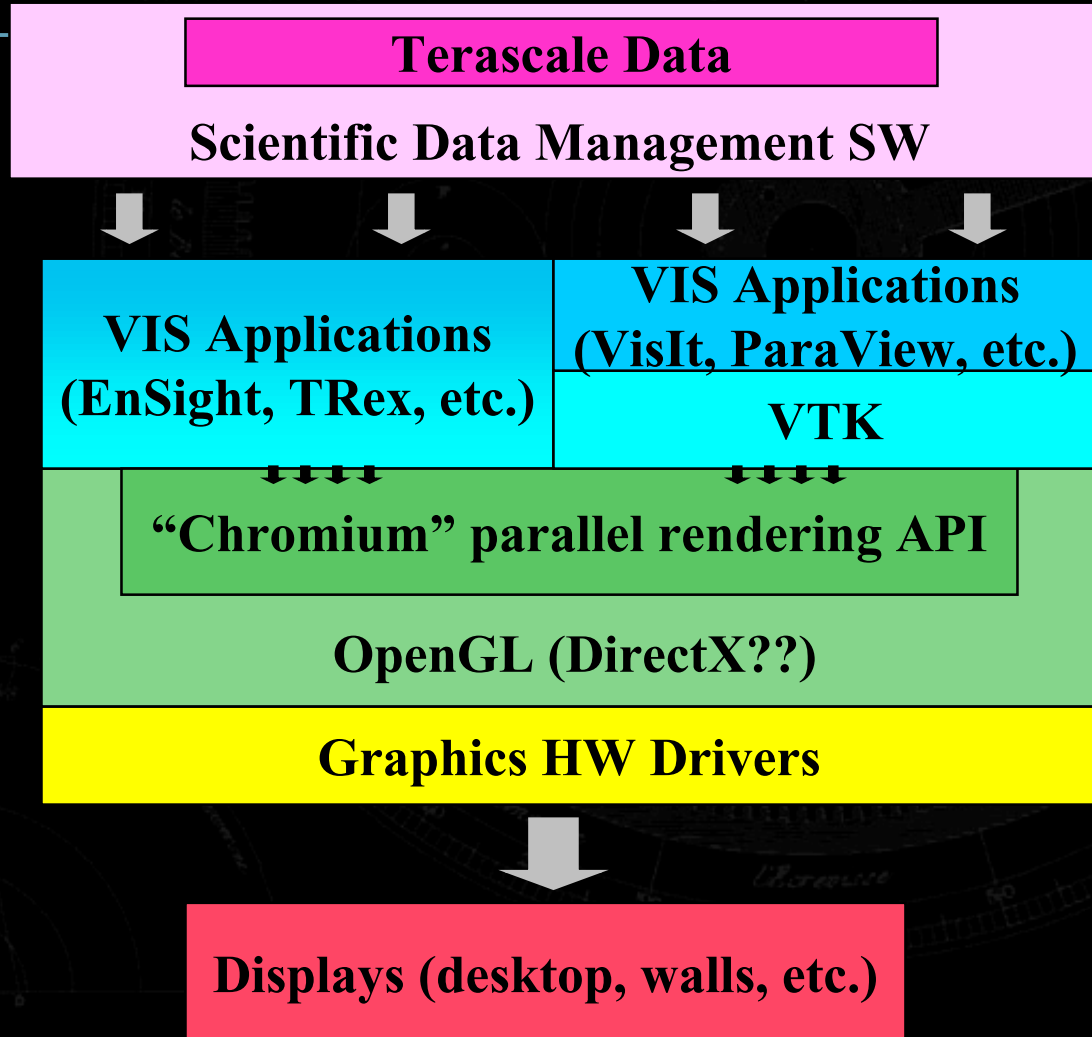 Terascale Data
Scientific Data Management SW
VIS Applications
(EnSight, TRex, etc.)
VIS Applications
(VisIt, ParaView, etc.)
VTK
“Chromium” parallel rendering API
OpenGL (DirectX??)
Graphics HW Drivers
Displays (desktop, walls, etc.)